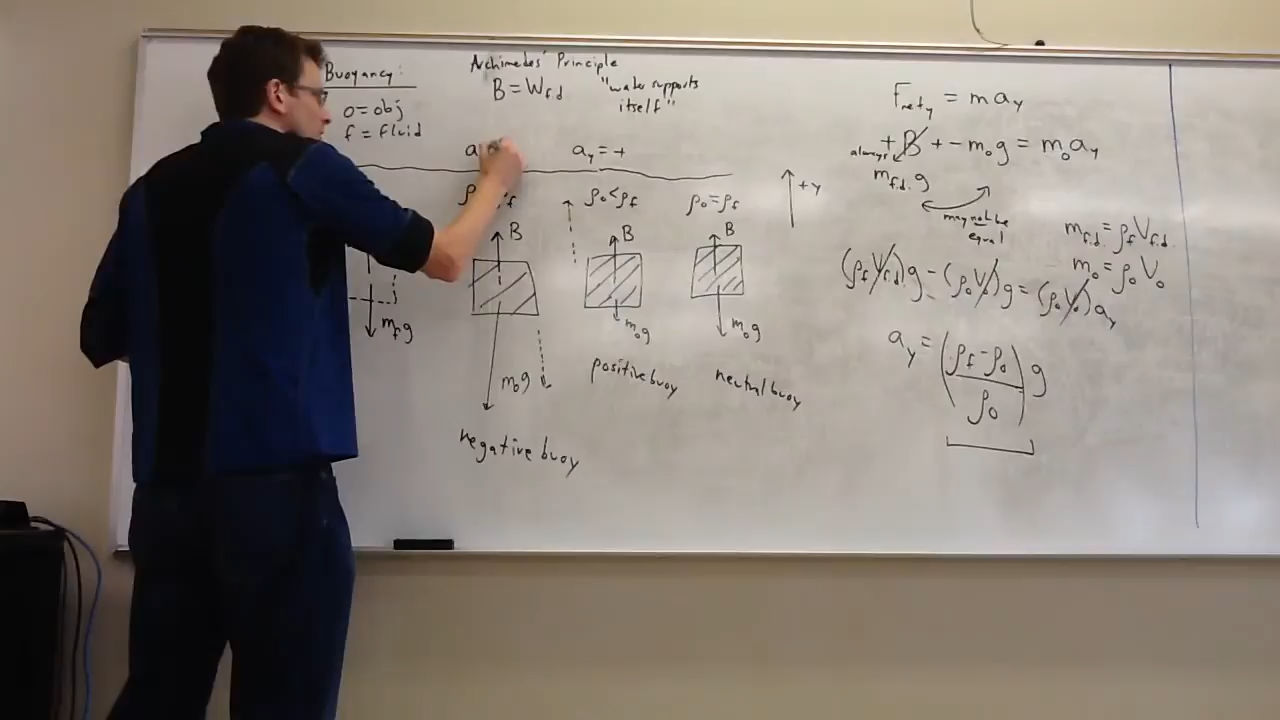 Buoyancy:
o = obj
f = fluid
Archimedes' Principle
B = W_f.d "water supports
itself"
a
a_y = +
ρ_o < ρ_f
ρ_o = ρ_f
B
B
B
m_f g
m_o g
m_o g
m_o g
negative buoy
positive buoy
neutral buoy
+y
F_net y = m a_y
+ B + - m_o g = m_o a_y
always
m_f.d. g
may not be
equal
m_f.d. = ρ_f V_f.d.
m_o = ρ_o V_o
(ρ_f V_f.d.) g - (ρ_o V_o) g = (ρ_o V_o) a_y
a_y = (ρ_f - ρ_o / ρ_o) g